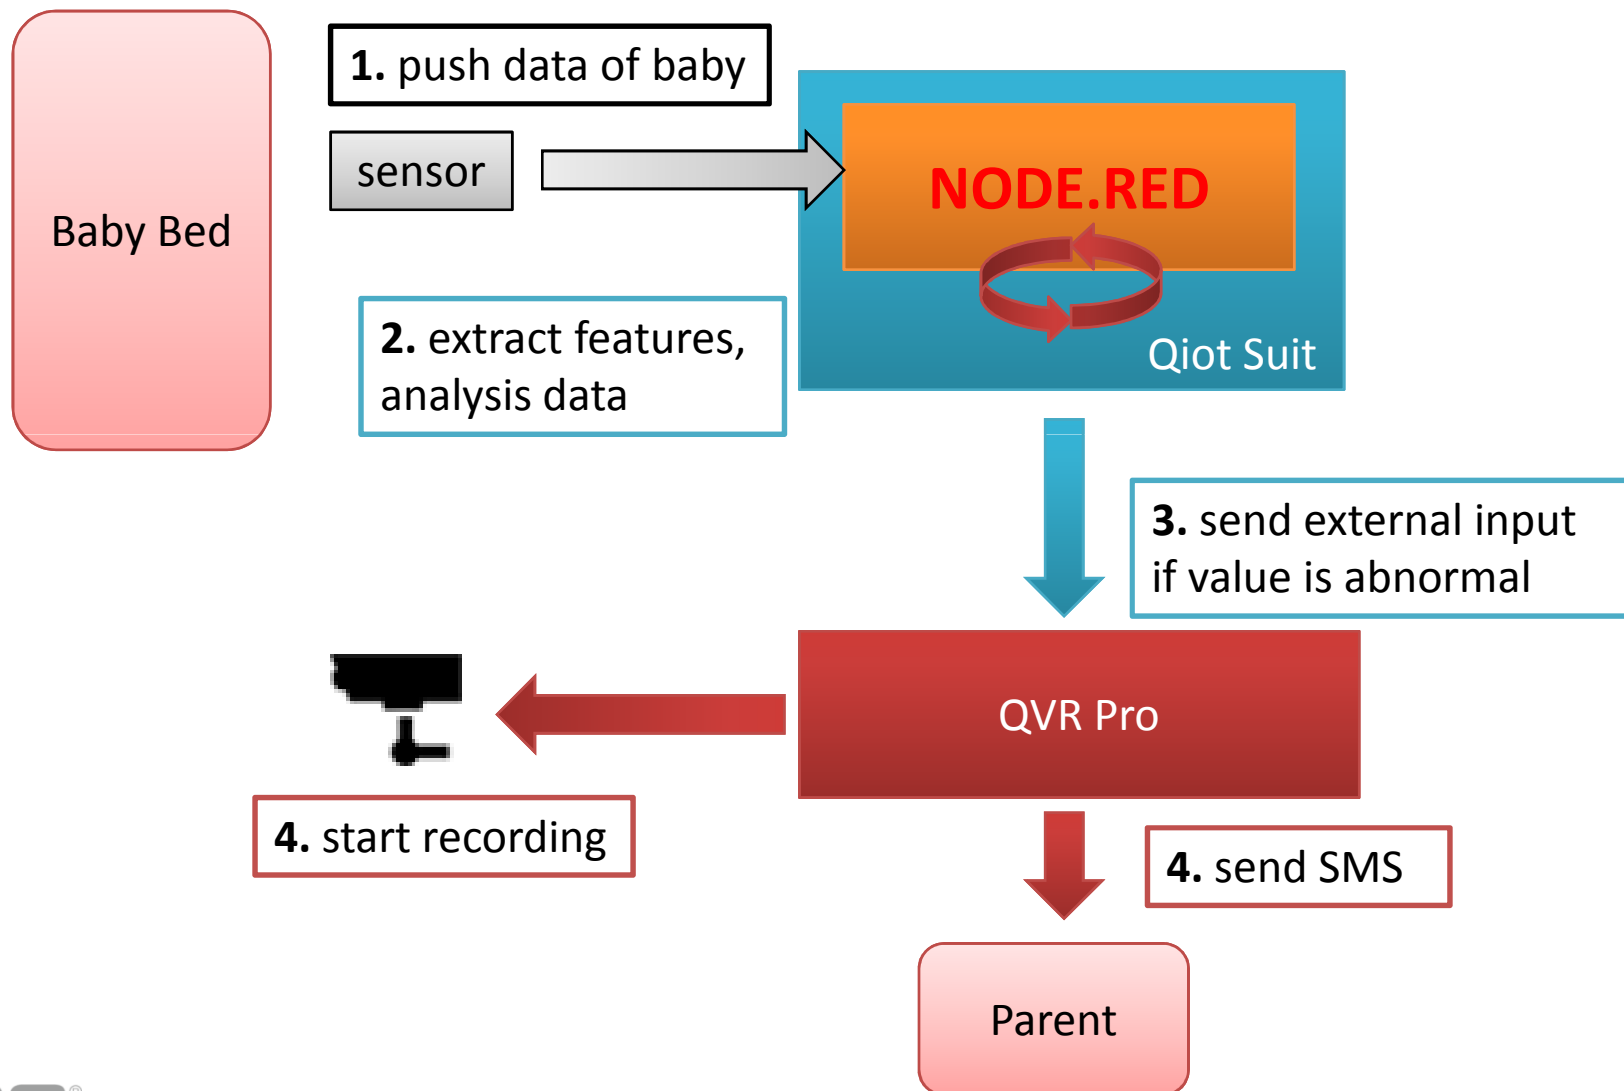 1. push data of baby
sensor
Baby Bed
NODE.RED
2. extract features,
analysis data
Qiot Suit
3. send external input
if value is abnormal
QVR Pro
4. start recording
4. send SMS
Parent